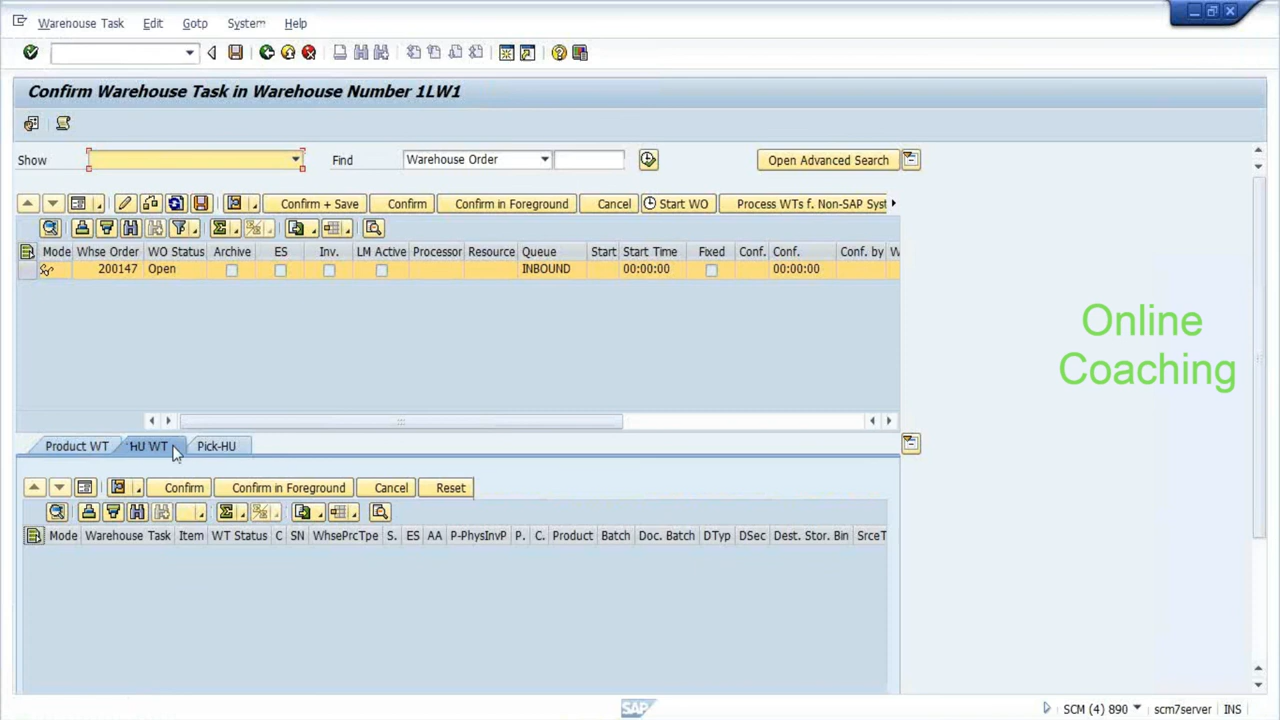 Warehouse Task Edit Goto System Help
Confirm Warehouse Task in Warehouse Number 1LW1
Show Find Warehouse Order Open Advanced Search
Confirm + Save Confirm Confirm in Foreground Cancel Start WO Process WTs f. Non-SAP Syst
Mode Whse Order WO Status Archive ES Inv. LM Active Processor Resource Queue Start Start Time Fixed Conf. Conf. Conf. by W
200147 Open INBOUND 00:00:00 00:00:00
Online
Coaching
Product WT HU WT Pick-HU
Confirm Confirm in Foreground Cancel Reset
Mode Warehouse Task Item WT Status C SN WhsePrcTpe S. ES AA P-PhysInvP P. C. Product Batch Doc. Batch DTyp DSec Dest. Stor. Bin SrceT
SAP SCM (4) 890 scm7server INS